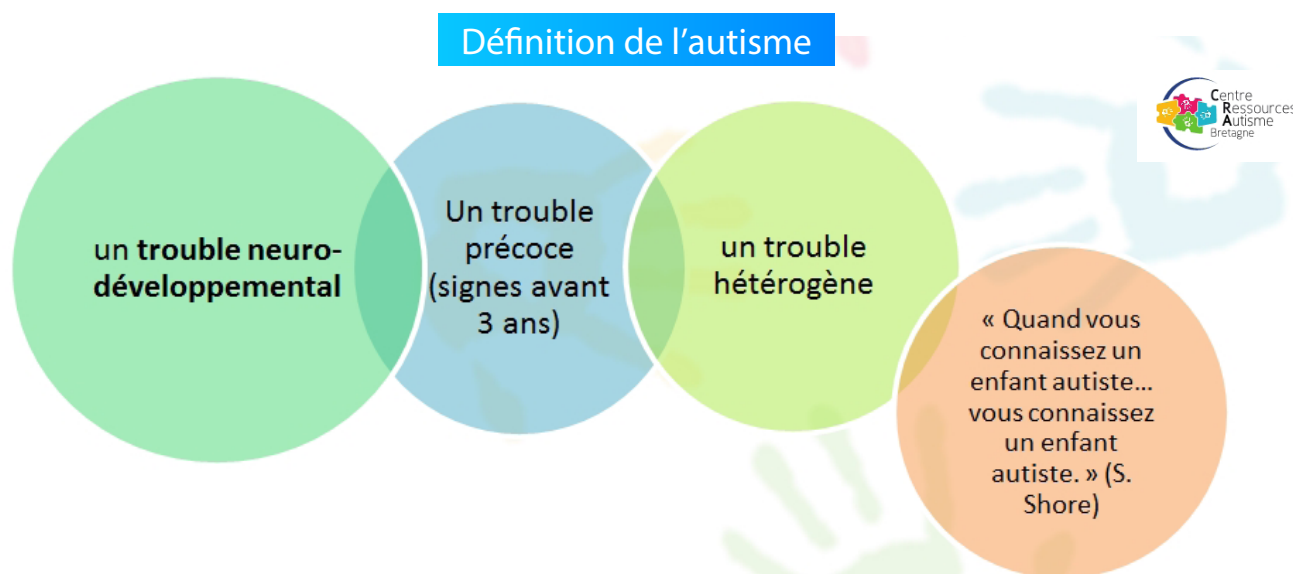 Définition de l’autisme
Centre
Ressources
Autisme
Bretagne
un trouble neuro-
développemental
Un trouble
précoce
(signes avant
3 ans)
un trouble
hétérogène
« Quand vous
connaissez un
enfant autiste...
vous connaissez
un enfant
autiste. » (S.
Shore)